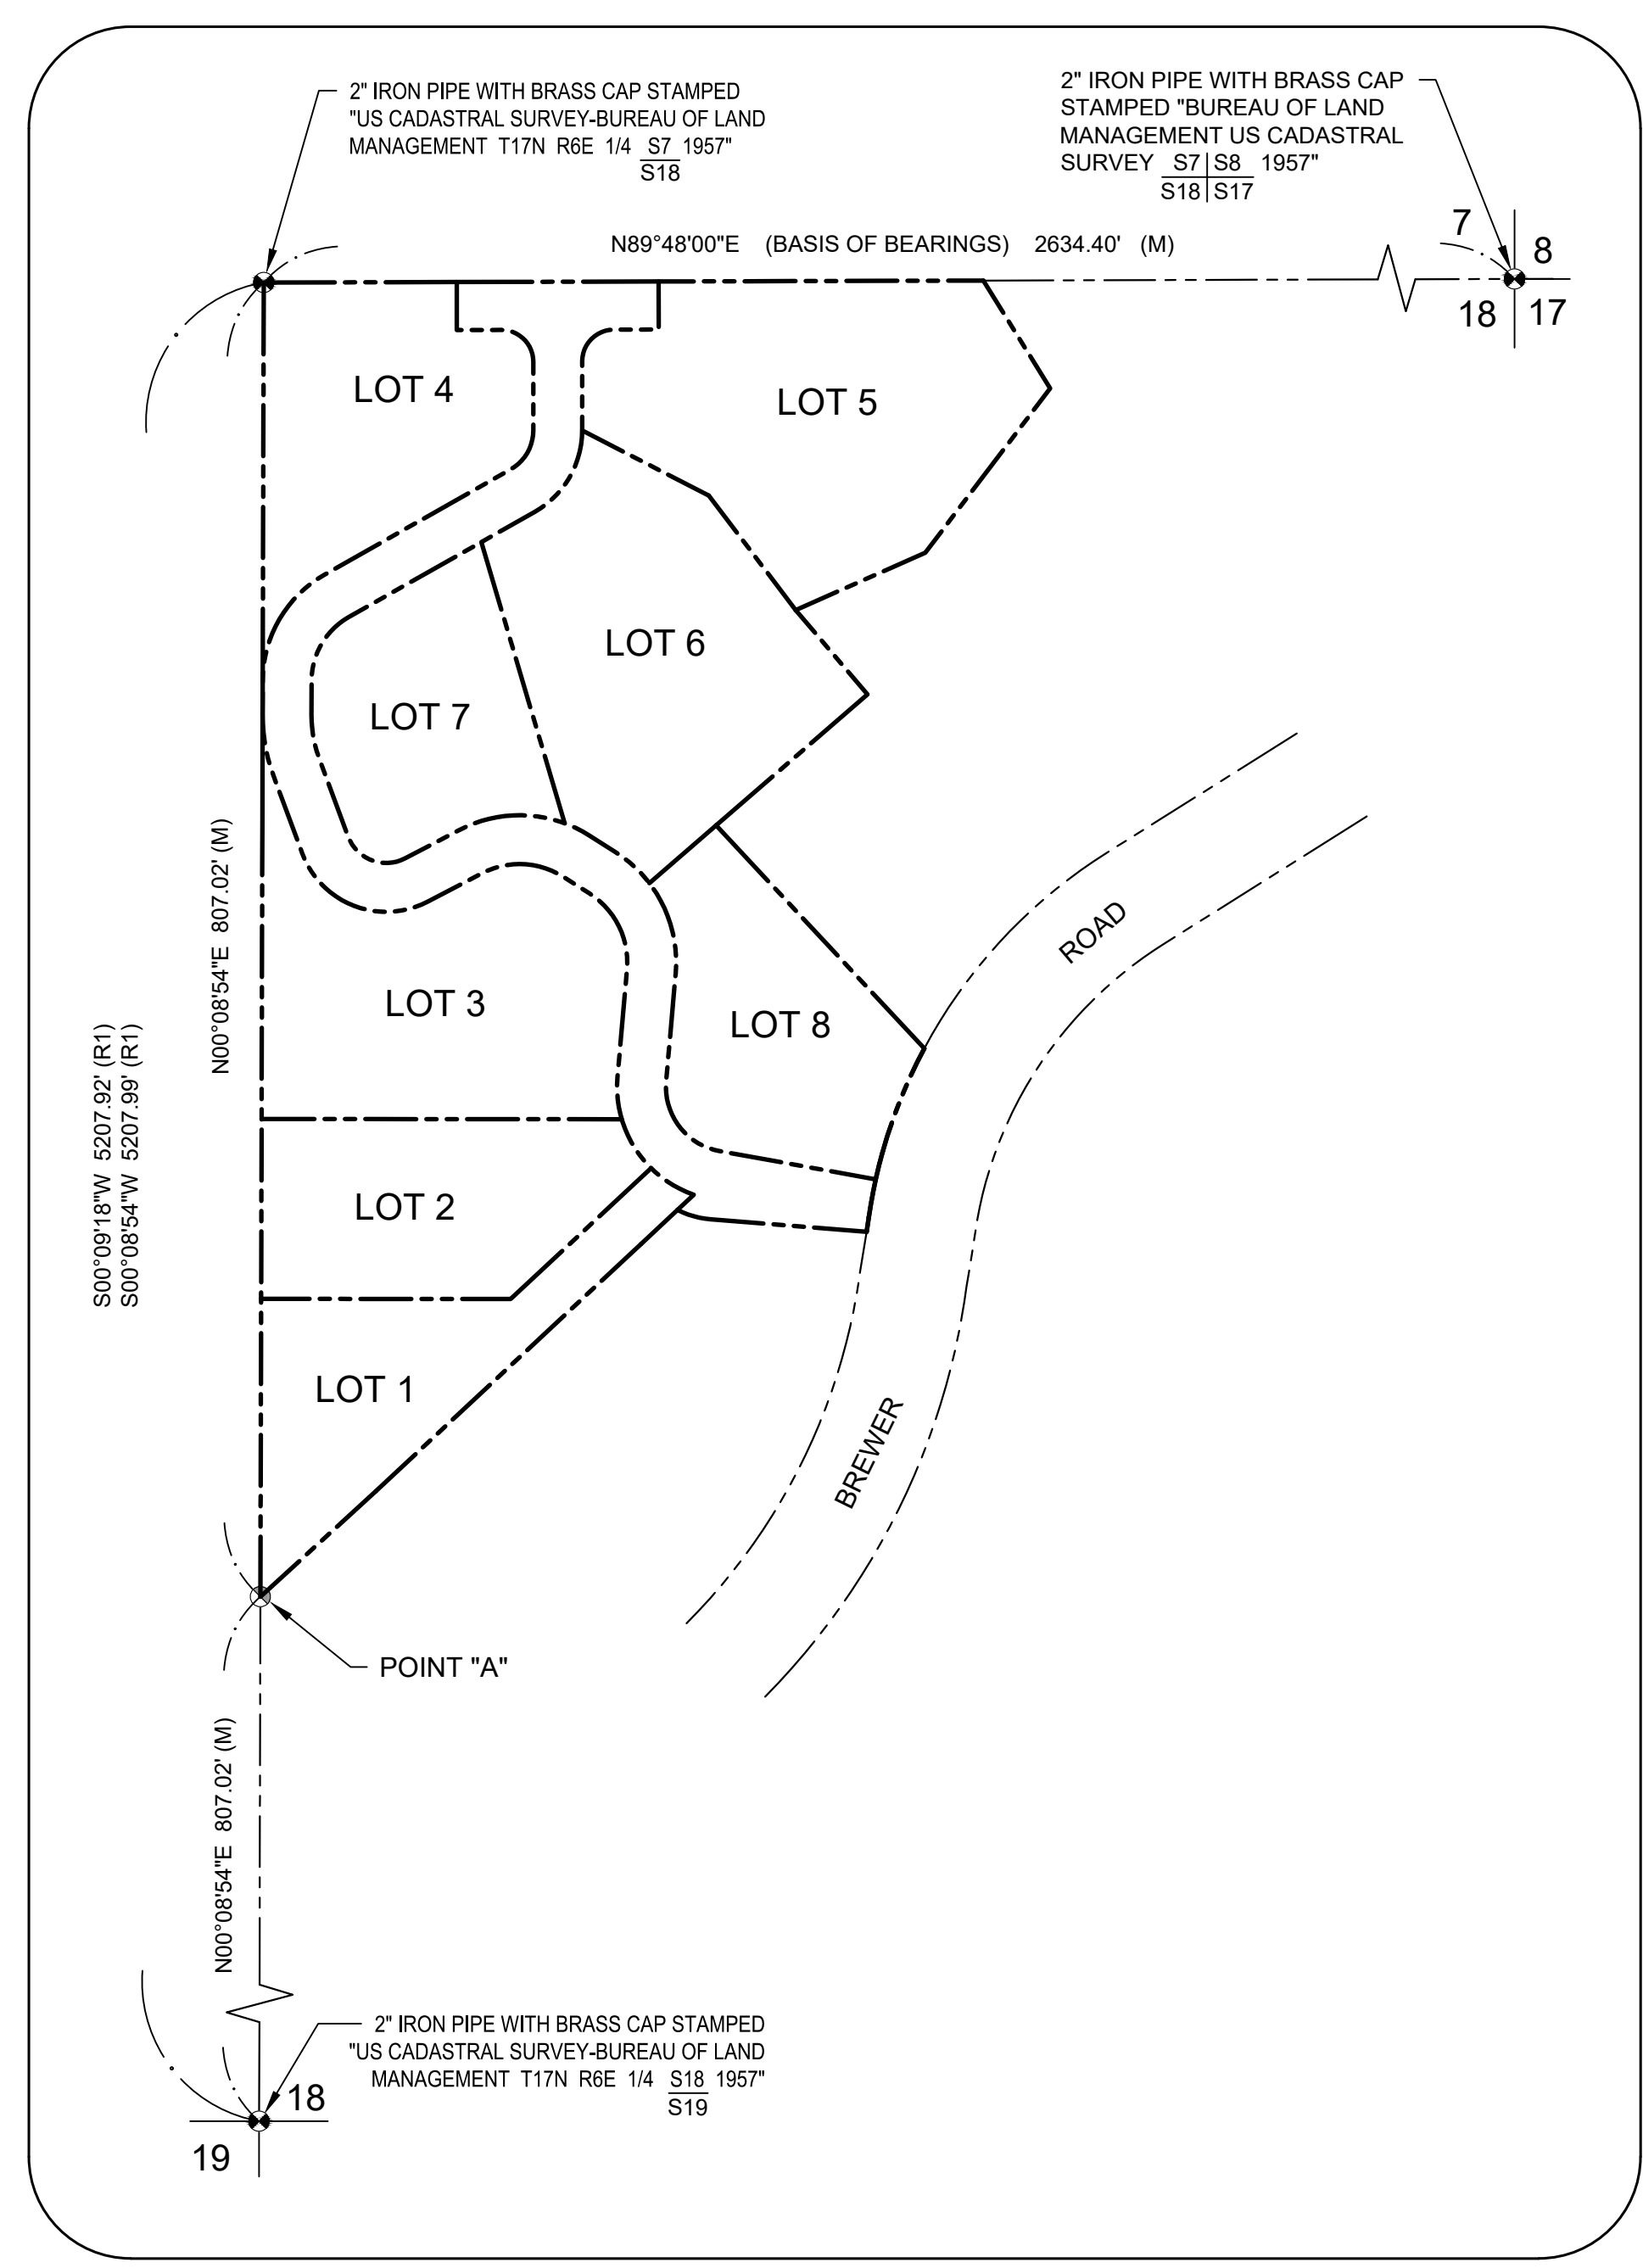 2" IRON PIPE WITH BRASS CAP STAMPED
"US CADASTRAL SURVEY-BUREAU OF LAND
MANAGEMENT T17N R6E 1/4 S7 1957"
S18
2" IRON PIPE WITH BRASS CAP
STAMPED "BUREAU OF LAND
MANAGEMENT US CADASTRAL
SURVEY S7 S8 1957"
S18 S17
N89°48'00"E (BASIS OF BEARINGS) 2634.40' (M)
7
8
18
17
LOT 4
LOT 5
LOT 6
LOT 7
N00°08'54"E 807.02' (M)
ROAD
LOT 3
LOT 8
S00°09'18"W 5207.92' (R1)
S00°08'54"W 5207.99' (R1)
LOT 2
LOT 1
BREWER
POINT "A"
N00°08'54"E 807.02' (M)
2" IRON PIPE WITH BRASS CAP STAMPED
"US CADASTRAL SURVEY-BUREAU OF LAND
MANAGEMENT T17N R6E 1/4 S18 1957"
S19
18
19